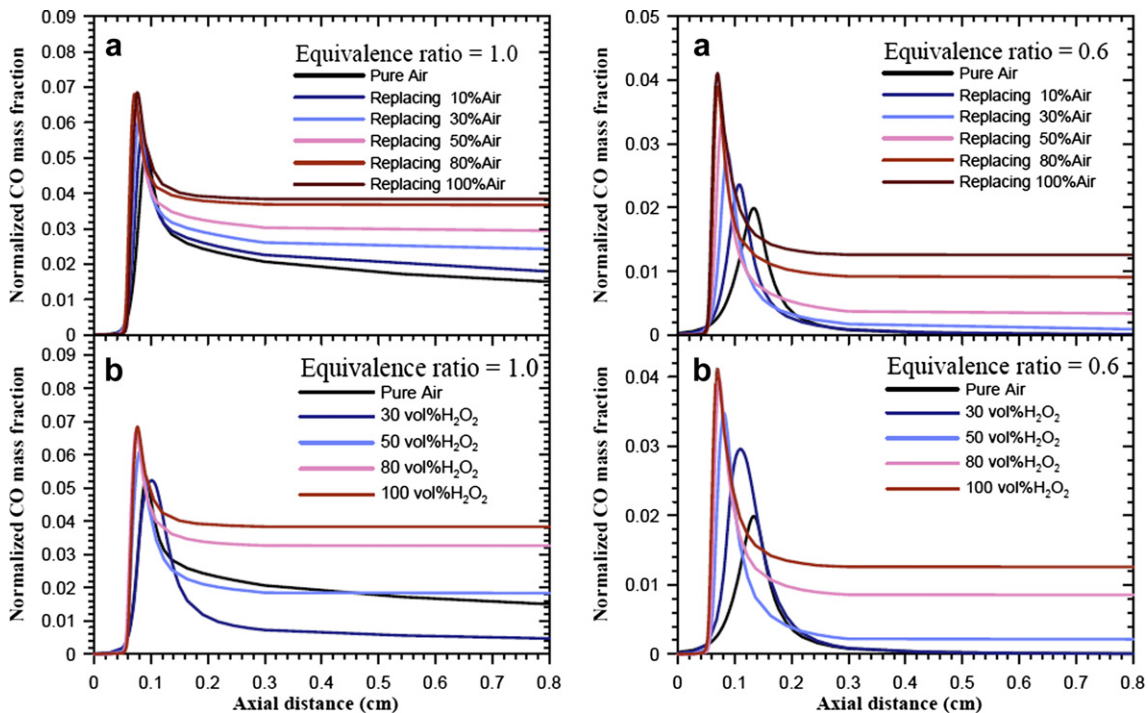 a
Equivalence ratio = 1.0
Pure Air
Replacing 10%Air
Replacing 30%Air
Replacing 50%Air
Replacing 80%Air
Replacing 100%Air
Normalized CO mass fraction
0.09
0.08
0.07
0.06
0.05
0.04
0.03
0.02
0.01
0
b
Equivalence ratio = 1.0
Pure Air
30 vol%H₂O₂
50 vol%H₂O₂
80 vol%H₂O₂
100 vol%H₂O₂
Normalized CO mass fraction
0.09
0.08
0.07
0.06
0.05
0.04
0.03
0.02
0.01
0
0 0.1 0.2 0.3 0.4 0.5 0.6 0.7 0.8
Axial distance (cm)
a
Equivalence ratio = 0.6
Pure Air
Replacing 10%Air
Replacing 30%Air
Replacing 50%Air
Replacing 80%Air
Replacing 100%Air
Normalized CO mass fraction
0.05
0.04
0.03
0.02
0.01
0
b
Equivalence ratio = 0.6
Pure Air
30 vol%H₂O₂
50 vol%H₂O₂
80 vol%H₂O₂
100 vol%H₂O₂
Normalized CO mass fraction
0.04
0.03
0.02
0.01
0
0 0.1 0.2 0.3 0.4 0.5 0.6 0.7 0.8
Axial distance (cm)